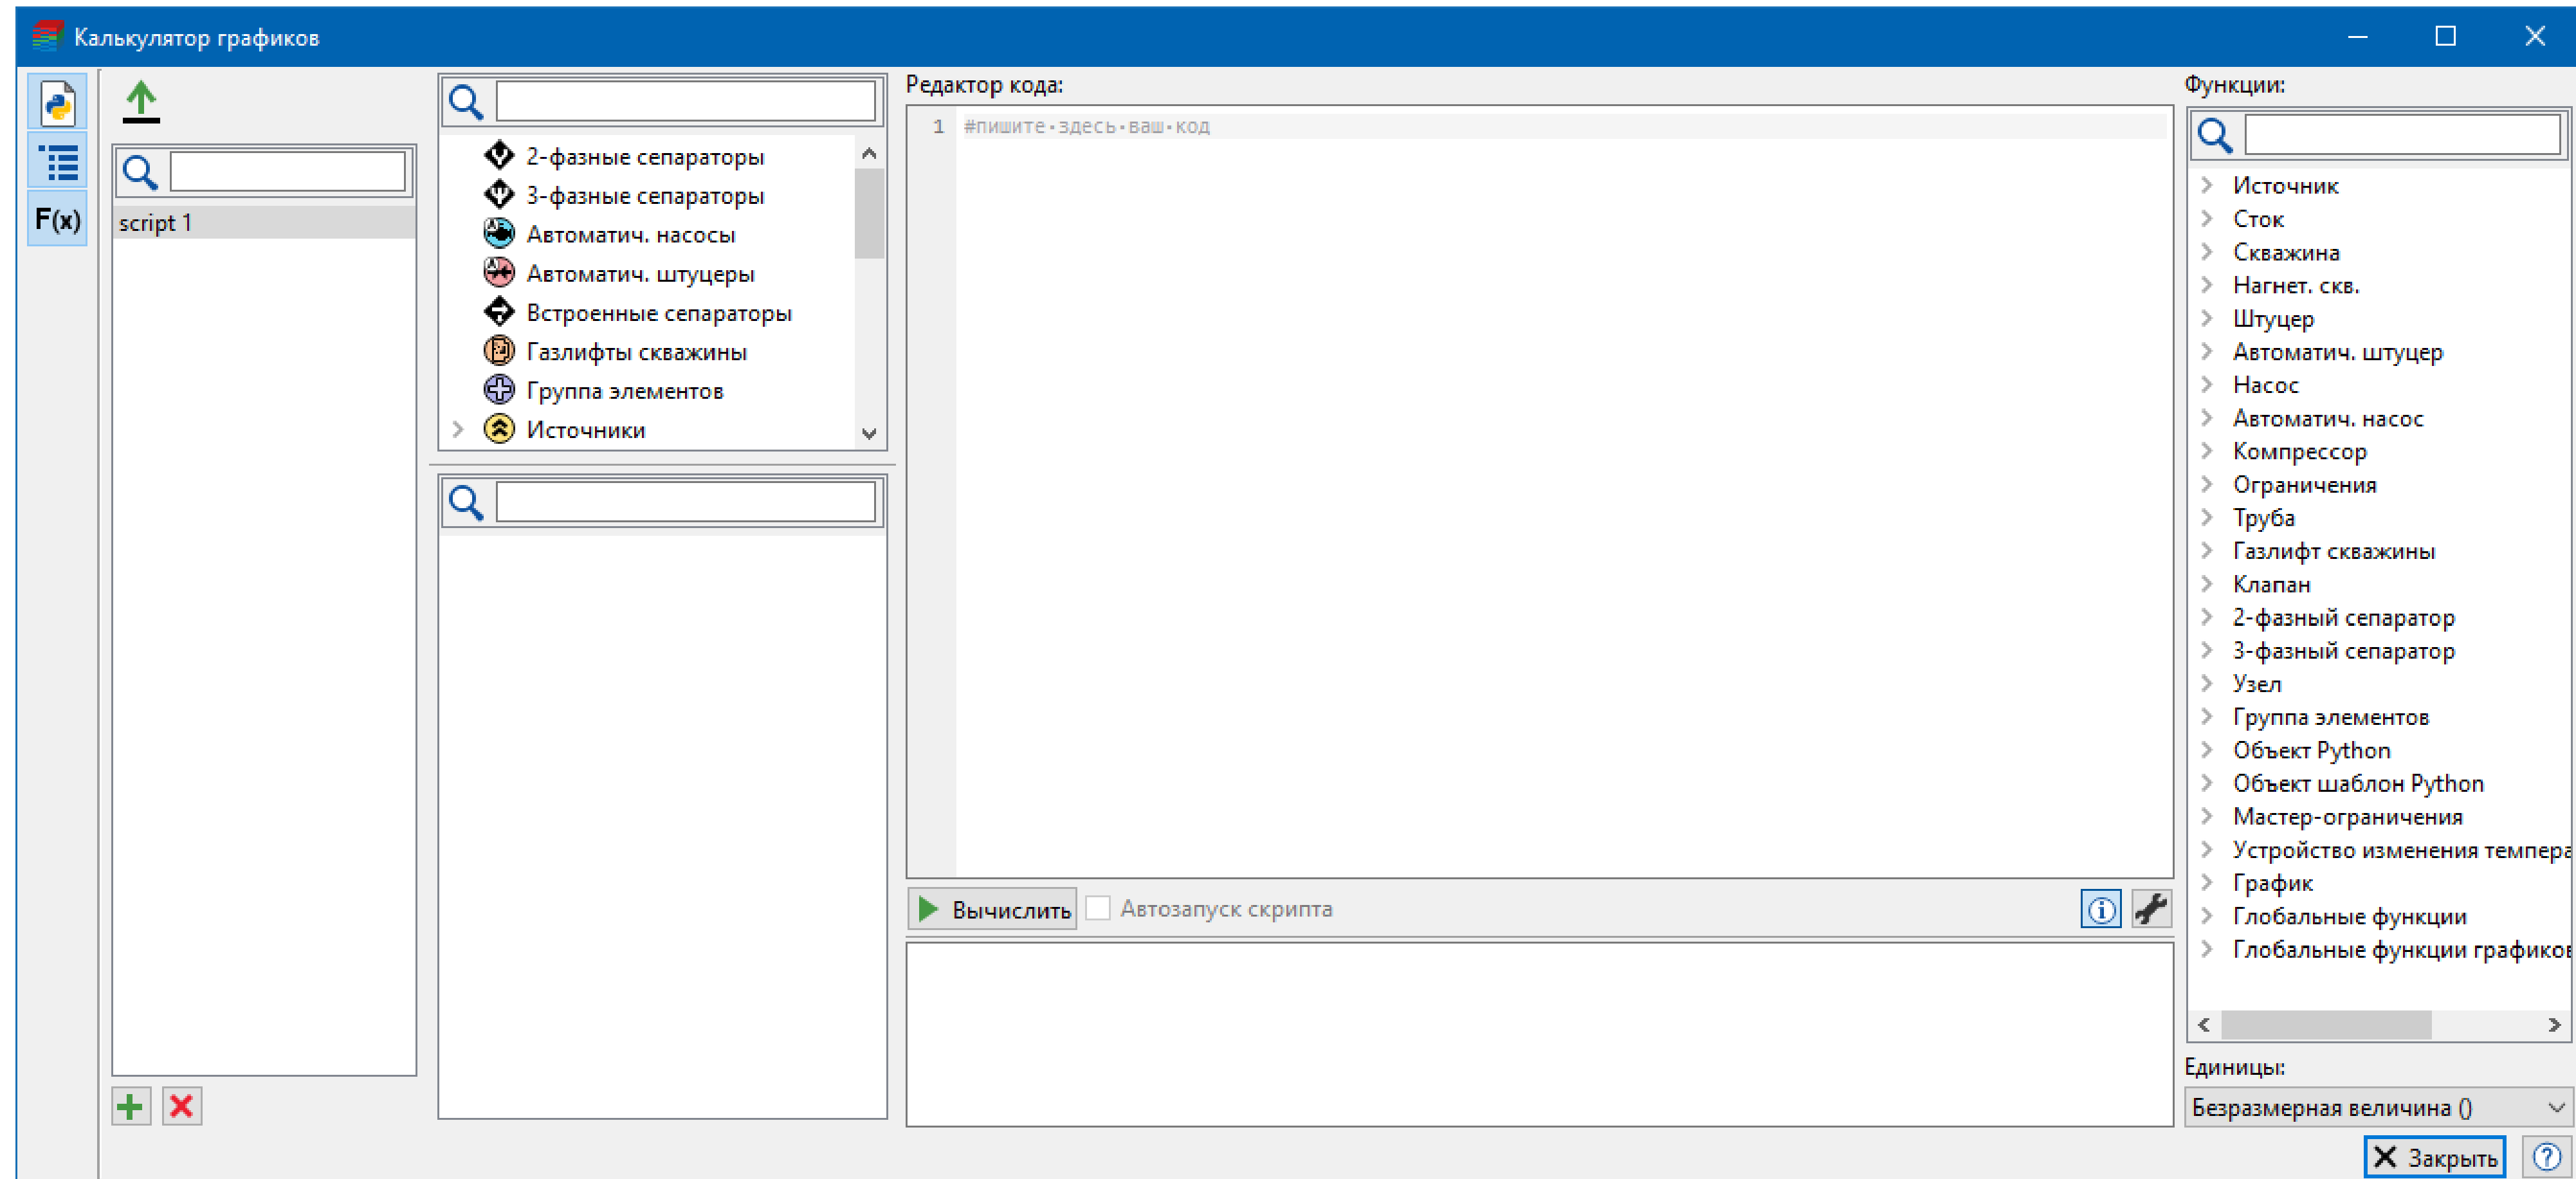 Калькулятор графиков
F(x)
script 1
2-фазные сепараторы
3-фазные сепараторы
Автоматич. насосы
Автоматич. штуцеры
Встроенные сепараторы
Газлифты скважины
Группа элементов
Источники
Редактор кода:
1 #пишите·здесь·ваш·код
Вычислить
Автозапуск скрипта
Функции:
Источник
Сток
Скважина
Нагнет. скв.
Штуцер
Автоматич. штуцер
Насос
Автоматич. насос
Компрессор
Ограничения
Труба
Газлифт скважины
Клапан
2-фазный сепаратор
3-фазный сепаратор
Узел
Группа элементов
Объект Python
Объект шаблон Python
Мастер-ограничения
Устройство изменения темпера
График
Глобальные функции
Глобальные функции графиков
Единицы:
Безразмерная величина ()
Закрыть